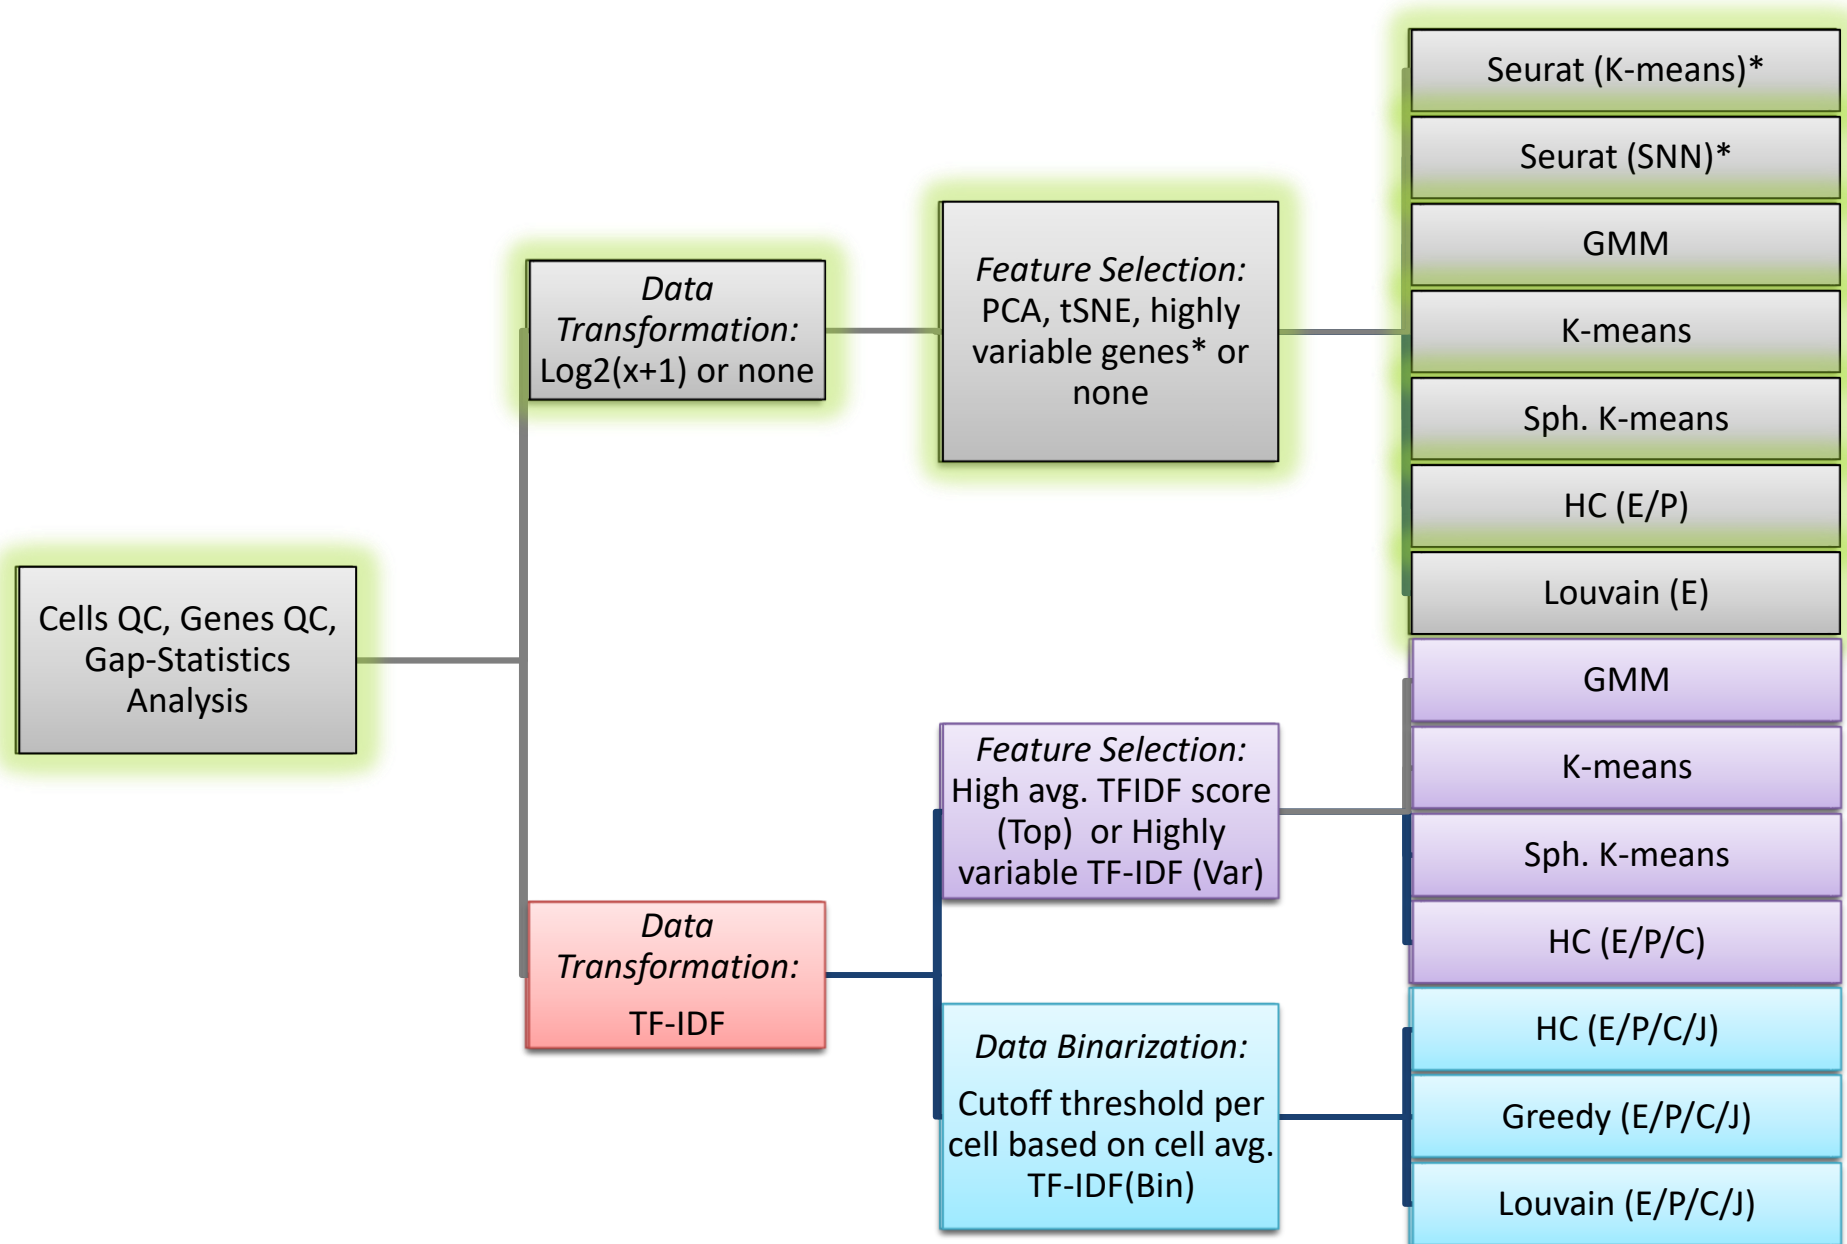 Cells QC, Genes QC,
Gap-Statistics
Analysis
Data
Transformation:
Log2(x+1) or none
Feature Selection:
PCA, tSNE, highly
variable genes* or
none
Seurat (K-means)*
Seurat (SNN)*
GMM
K-means
Sph. K-means
HC (E/P)
Louvain (E)
Data
Transformation:
TF-IDF
Feature Selection:
High avg. TFIDF score
(Top) or Highly
variable TF-IDF (Var)
GMM
K-means
Sph. K-means
HC (E/P/C)
Data Binarization:
Cutoff threshold per
cell based on cell avg.
TF-IDF(Bin)
HC (E/P/C/J)
Greedy (E/P/C/J)
Louvain (E/P/C/J)